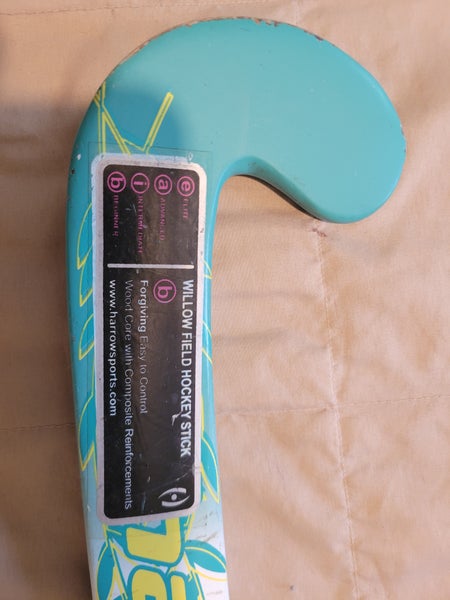 e ELITE
a ADVANCED
i INTERMEDIATE
b BEGINNER
WILLOW FIELD HOCKEY STICK
b
Forgiving Easy to Control
Wood Core with Composite Reinforcements
www.harrowsports.com